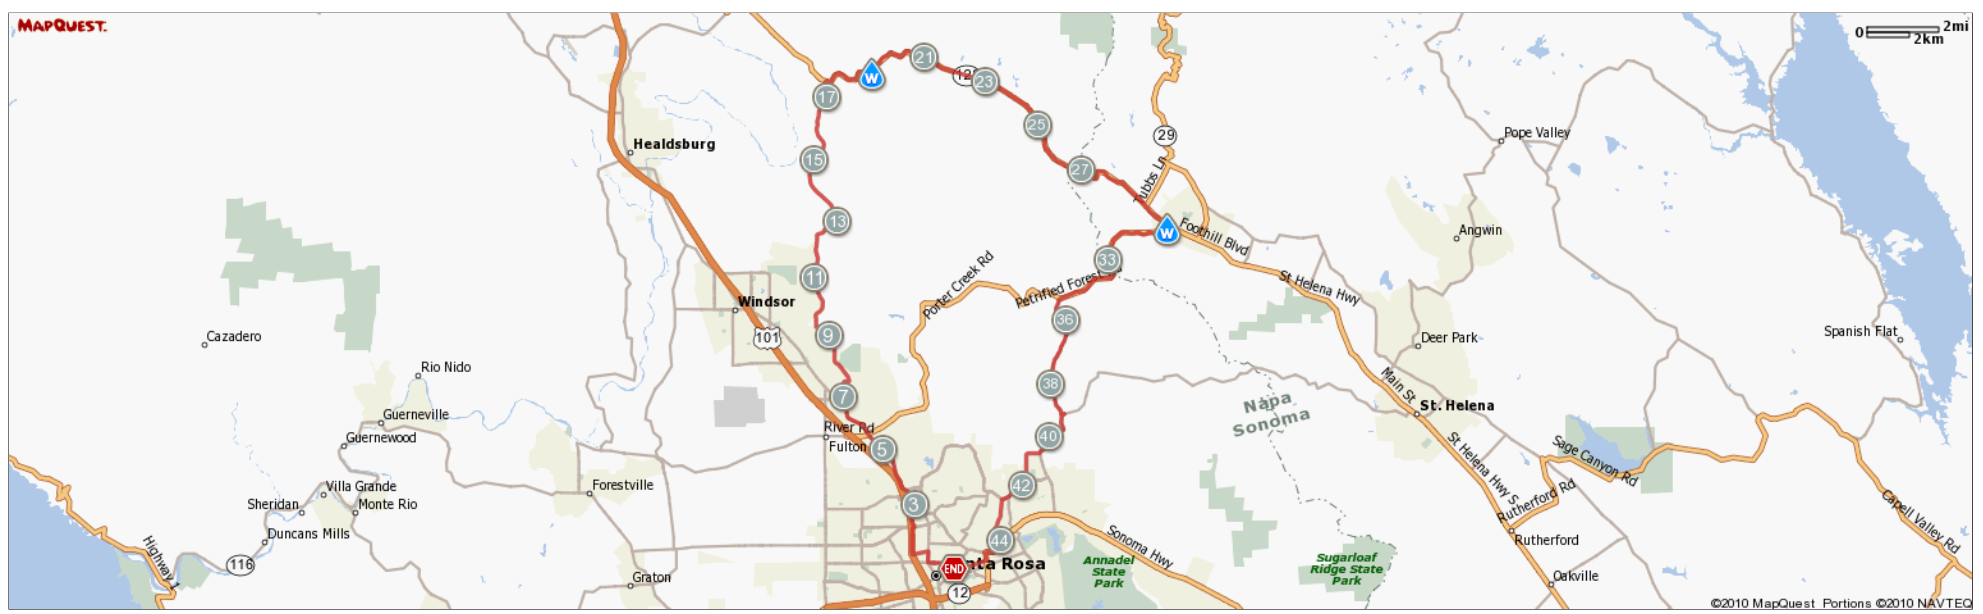 MAPQUEST.
0 2mi
2km
21
23
17
25
29
Pope Valley
Healdsburg
15
27
Tubbs Ln
13
Foothill Blvd
Angwin
33
11
Porter Creek Rd
Petrified Forest
St Helena Hwy
Windsor
36
Spanish Flat
101
9
Cazadero
Deer Park
Rio Nido
38
Main St
7
Napa
Sonoma
St. Helena
Guerneville
River Rd
Fulton
40
Guernewood
5
St Helena Hwy S
Sage Canyon Rd
Villa Grande
Forestville
42
Rutherford Rd
Capell Valley Rd
Sheridan
Monte Rio
3
Duncans Mills
44
Sonoma Hwy
Rutherford
Highway 1
116
END
Rosa
Annadel
State
Park
Sugarloaf
Ridge State
Park
Graton
12
Oakville
W
W
©2010 MapQuest Portions ©2010 NAVTEQ